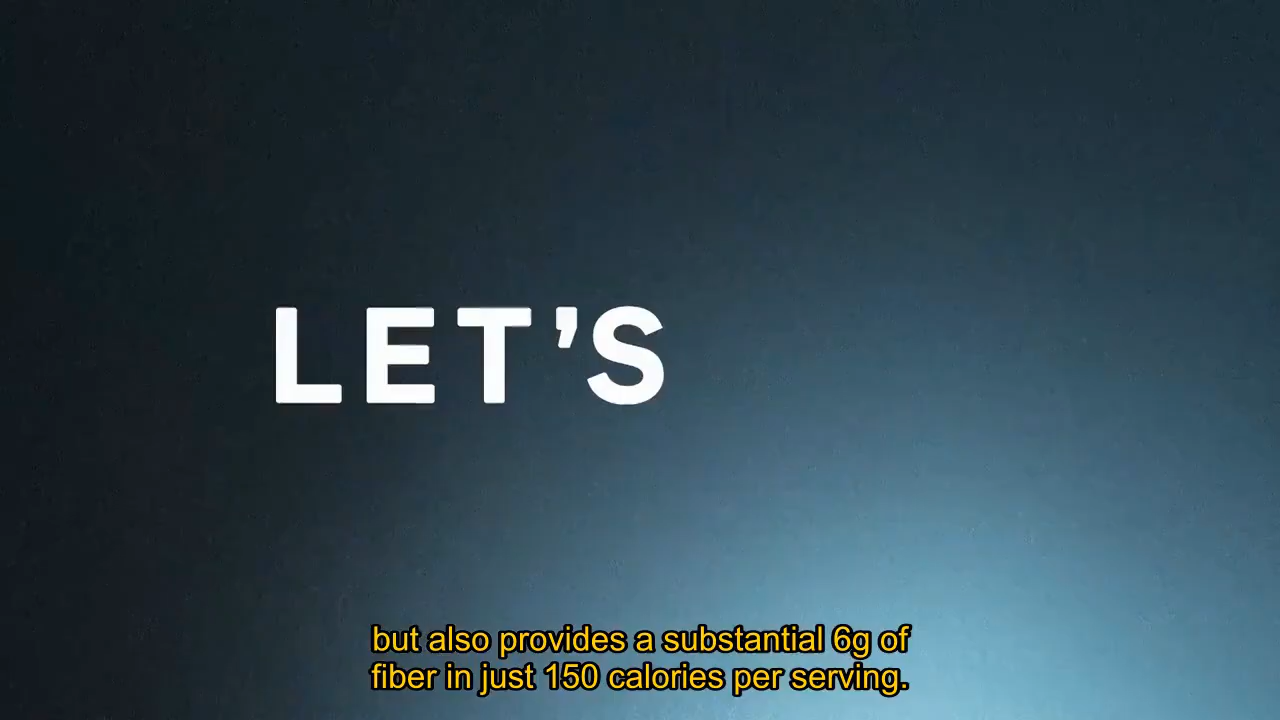 LET'S
but also provides a substantial 6g of
fiber in just 150 calories per serving.